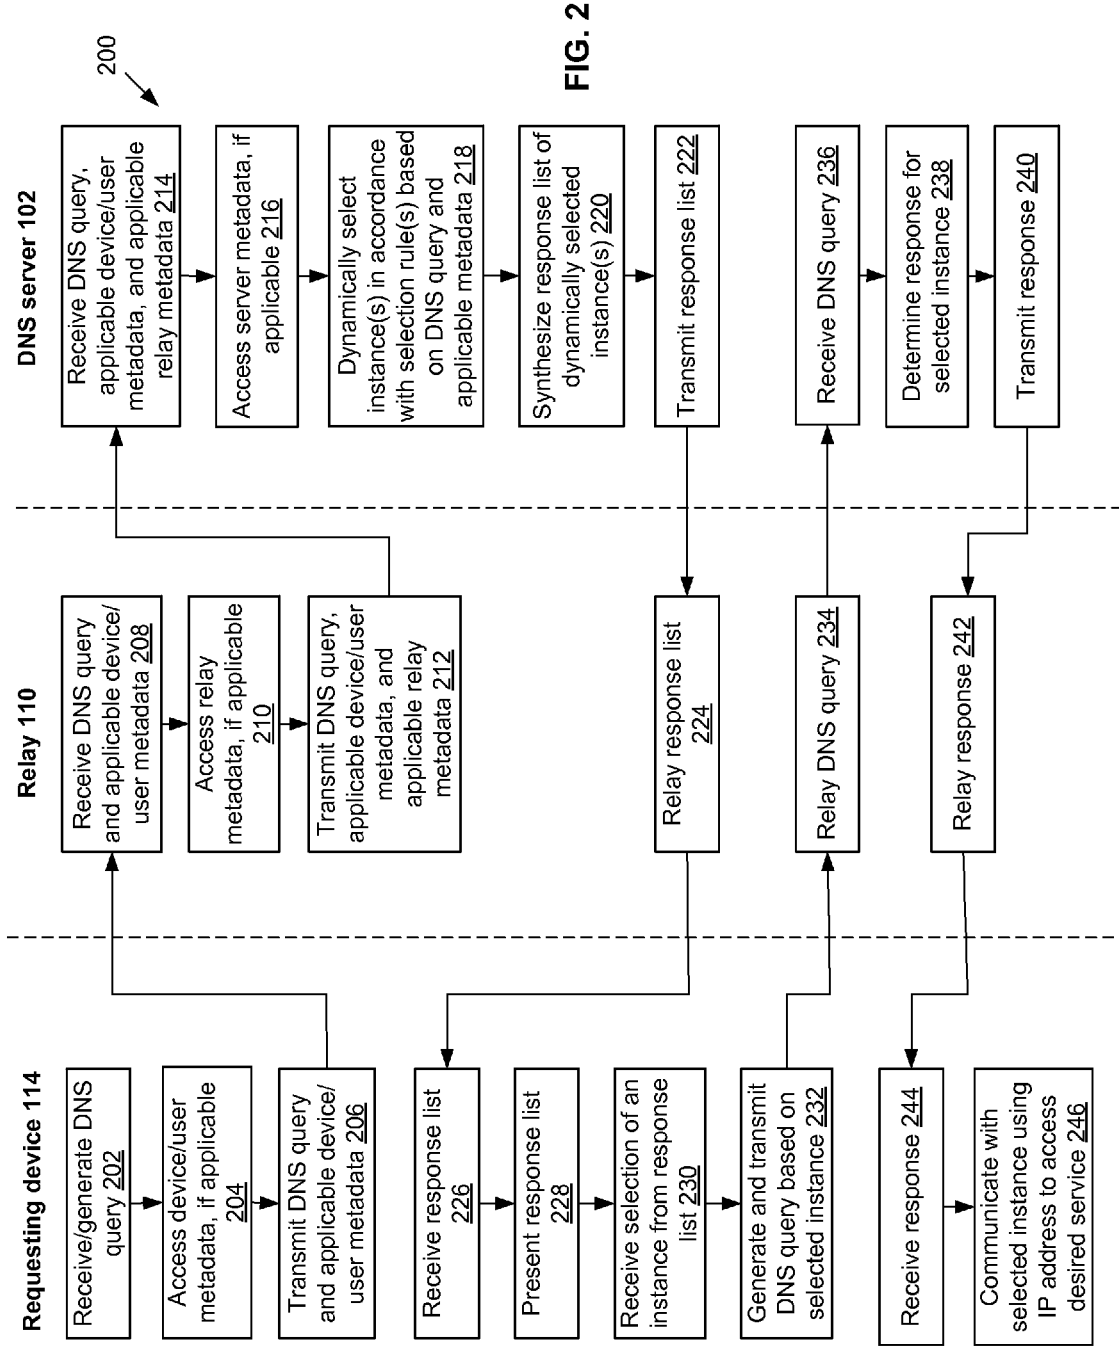 Requesting device 114
Relay 110
DNS server 102
200
Receive/generate DNS
query 202
Access device/user
metadata, if applicable
204
Transmit DNS query
and applicable device/
user metadata 206
Receive DNS query
and applicable device/
user metadata 208
Access relay
metadata, if applicable
210
Transmit DNS query,
applicable device/user
metadata, and
applicable relay
metadata 212
Receive DNS query,
applicable device/user
metadata, and applicable
relay metadata 214
Access server metadata, if
applicable 216
Dynamically select
instance(s) in accordance
with selection rule(s) based
on DNS query and
applicable metadata 218
Synthesize response list of
dynamically selected
instance(s) 220
Transmit response list 222
Relay response list
224
Receive response list
226
Present response list
228
Receive selection of an
instance from response
list 230
Generate and transmit
DNS query based on
selected instance 232
Relay DNS query 234
Receive DNS query 236
Determine response for
selected instance 238
Transmit response 240
Relay response 242
Receive response 244
Communicate with
selected instance using
IP address to access
desired service 246
FIG. 2